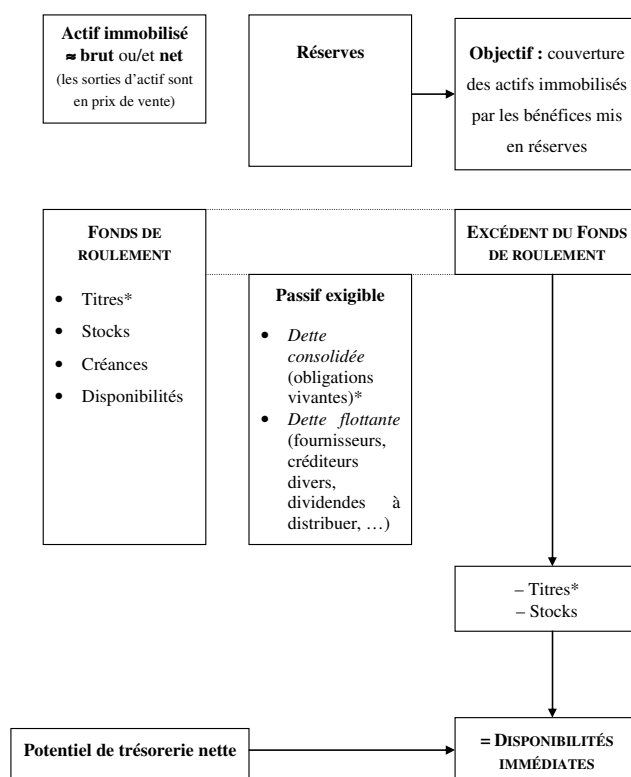 Actif immobilisé
≈ brut ou/et net
(les sorties d’actif sont
en prix de vente)
Réserves
Objectif : couverture
des actifs immobilisés
par les bénéfices mis
en réserves
FONDS DE
ROULEMENT
• Titres*
• Stocks
• Créances
• Disponibilités
EXCÉDENT DU FONDS
DE ROULEMENT
Passif exigible
• Dette
consolidée
(obligations
vivantes)*
• Dette flottante
(fournisseurs,
créditeurs
divers,
dividendes à
distribuer, …)
– Titres*
– Stocks
Potentiel de trésorerie nette
= DISPONIBILITÉS
IMMÉDIATES